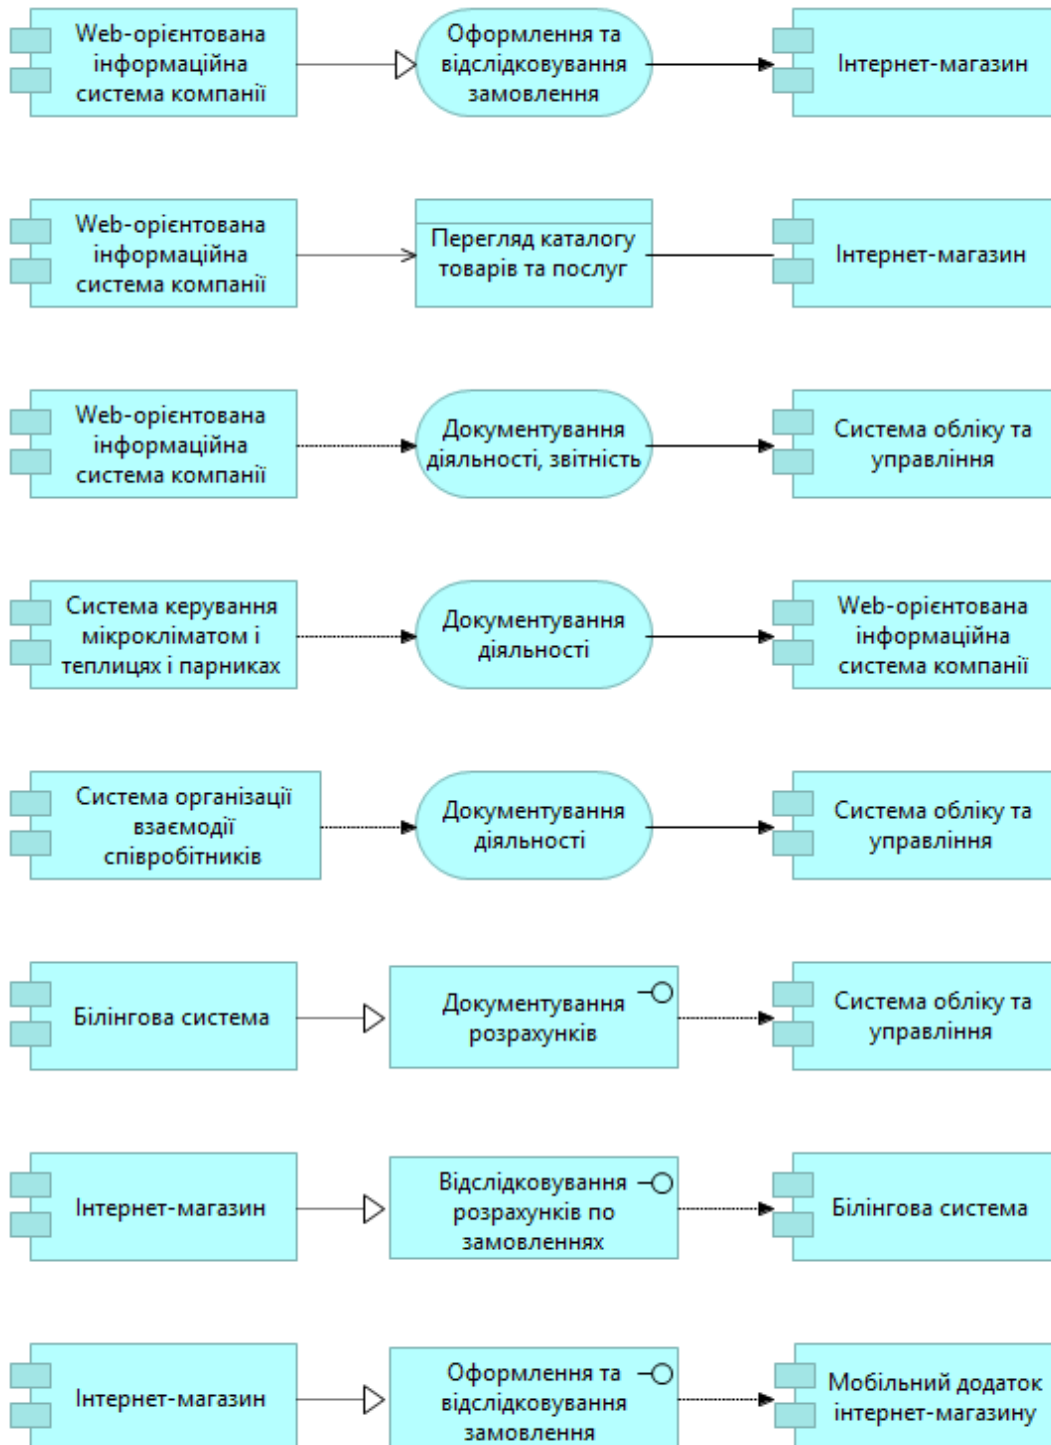 Web-орієнтована
інформаційна
система компанії
Оформлення та
відслідковування
замовлення
Інтернет-магазин
Web-орієнтована
інформаційна
система компанії
Перегляд каталогу
товарів та послуг
Інтернет-магазин
Web-орієнтована
інформаційна
система компанії
Документування
діяльності, звітність
Система обліку та
управління
Система керування
мікрокліматом і
теплицях і парниках
Документування
діяльності
Web-орієнтована
інформаційна
система компанії
Система організації
взаємодії
співробітників
Документування
діяльності
Система обліку та
управління
Білінгова система
Документування
розрахунків
Система обліку та
управління
Інтернет-магазин
Відслідковування
розрахунків по
замовленнях
Білінгова система
Інтернет-магазин
Оформлення та
відслідковування
замовлення
Мобільний додаток
інтернет-магазину